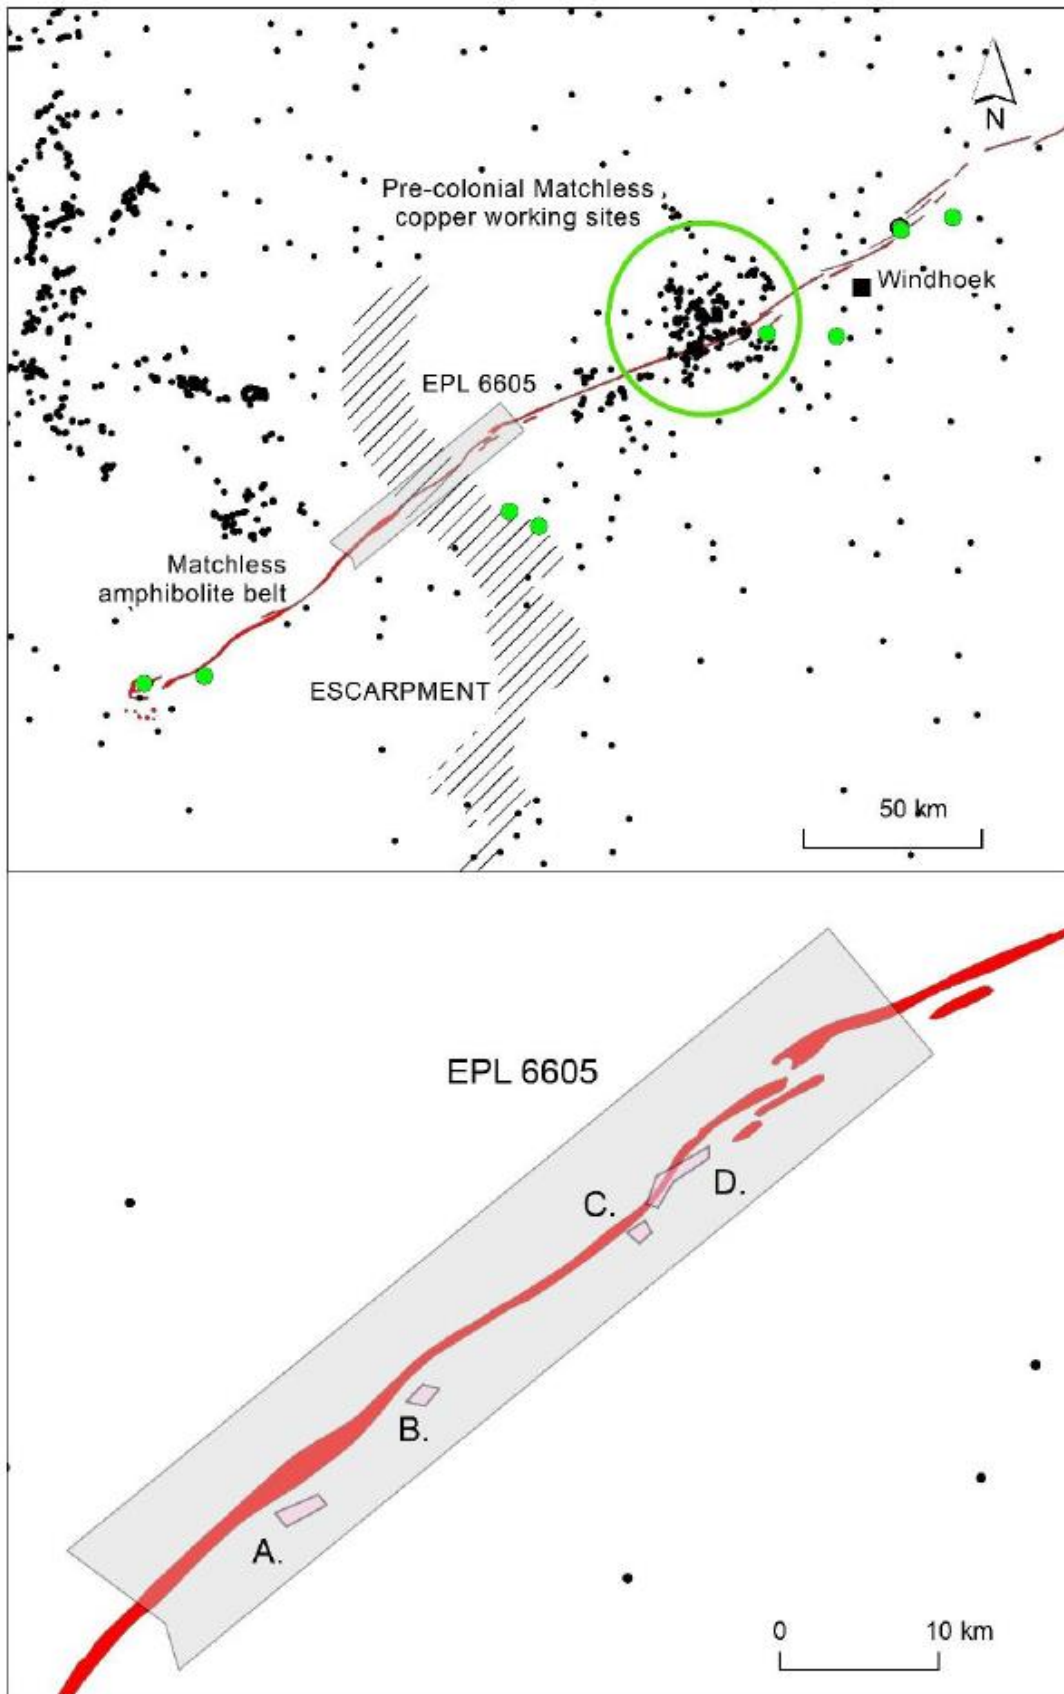 N
Pre-colonial Matchless
copper working sites
Windhoek
EPL 6605
Matchless
amphibolite belt
ESCARPMENT
50 km
EPL 6605
D.
C.
B.
A.
0
10 km